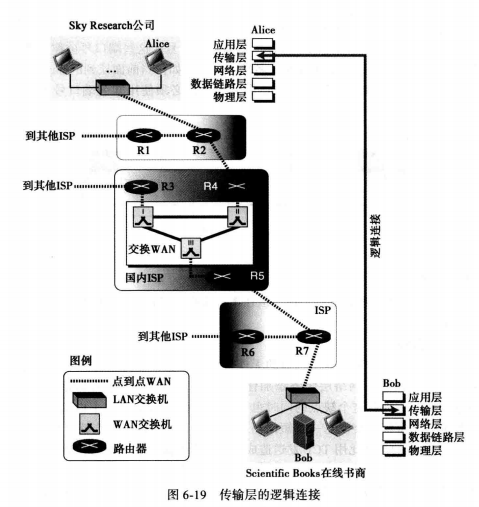 Sky Research公司
Alice
...
Alice
应用层
传输层
网络层
数据链路层
物理层
到其他ISP
R1
R2
到其他ISP
R3
R4
I
II
III
交换WAN
国内ISP
R5
逻辑连接
ISP
到其他ISP
R6
R7
图例
点到点WAN
LAN交换机
WAN交换机
路由器
Bob
应用层
传输层
网络层
数据链路层
物理层
Bob
Scientific Books在线书商
图 6-19 传输层的逻辑连接